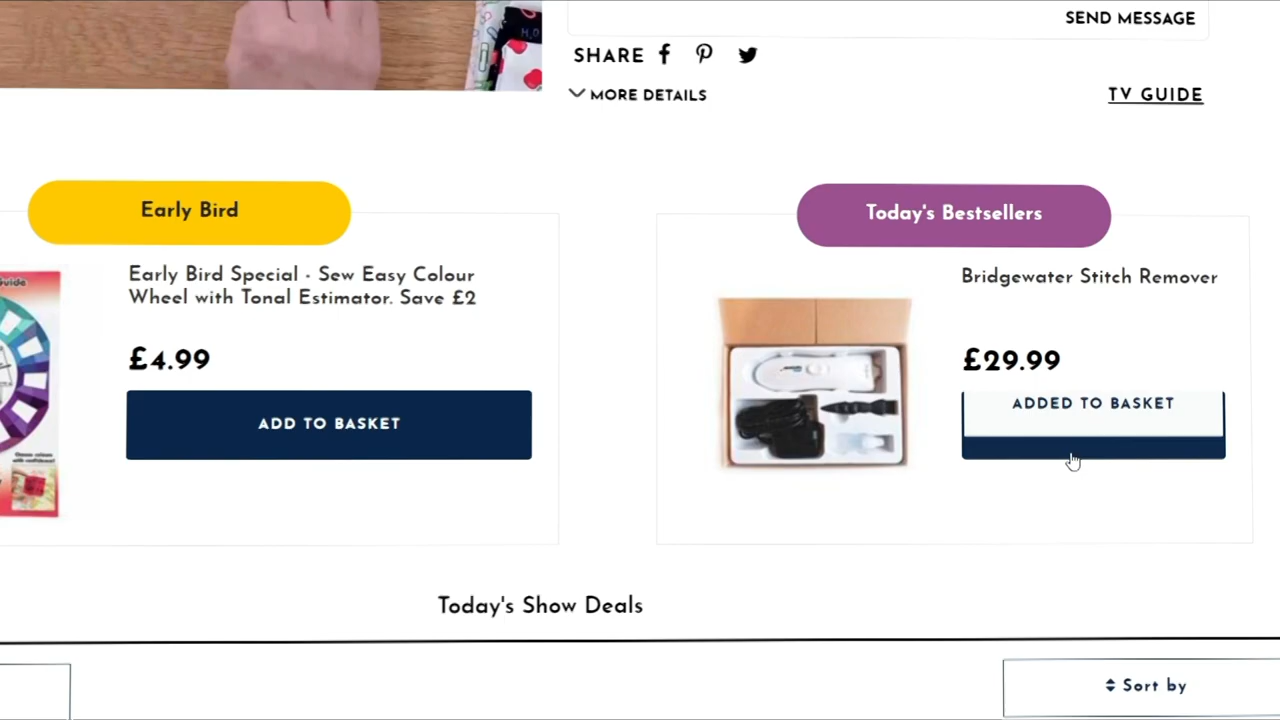 SEND MESSAGE
SHARE
MORE DETAILS
TV GUIDE
Early Bird
Today's Bestsellers
Early Bird Special - Sew Easy Colour
Wheel with Tonal Estimator. Save £2
£4.99
ADD TO BASKET
Bridgewater Stitch Remover
£29.99
ADDED TO BASKET
Today's Show Deals
Sort by